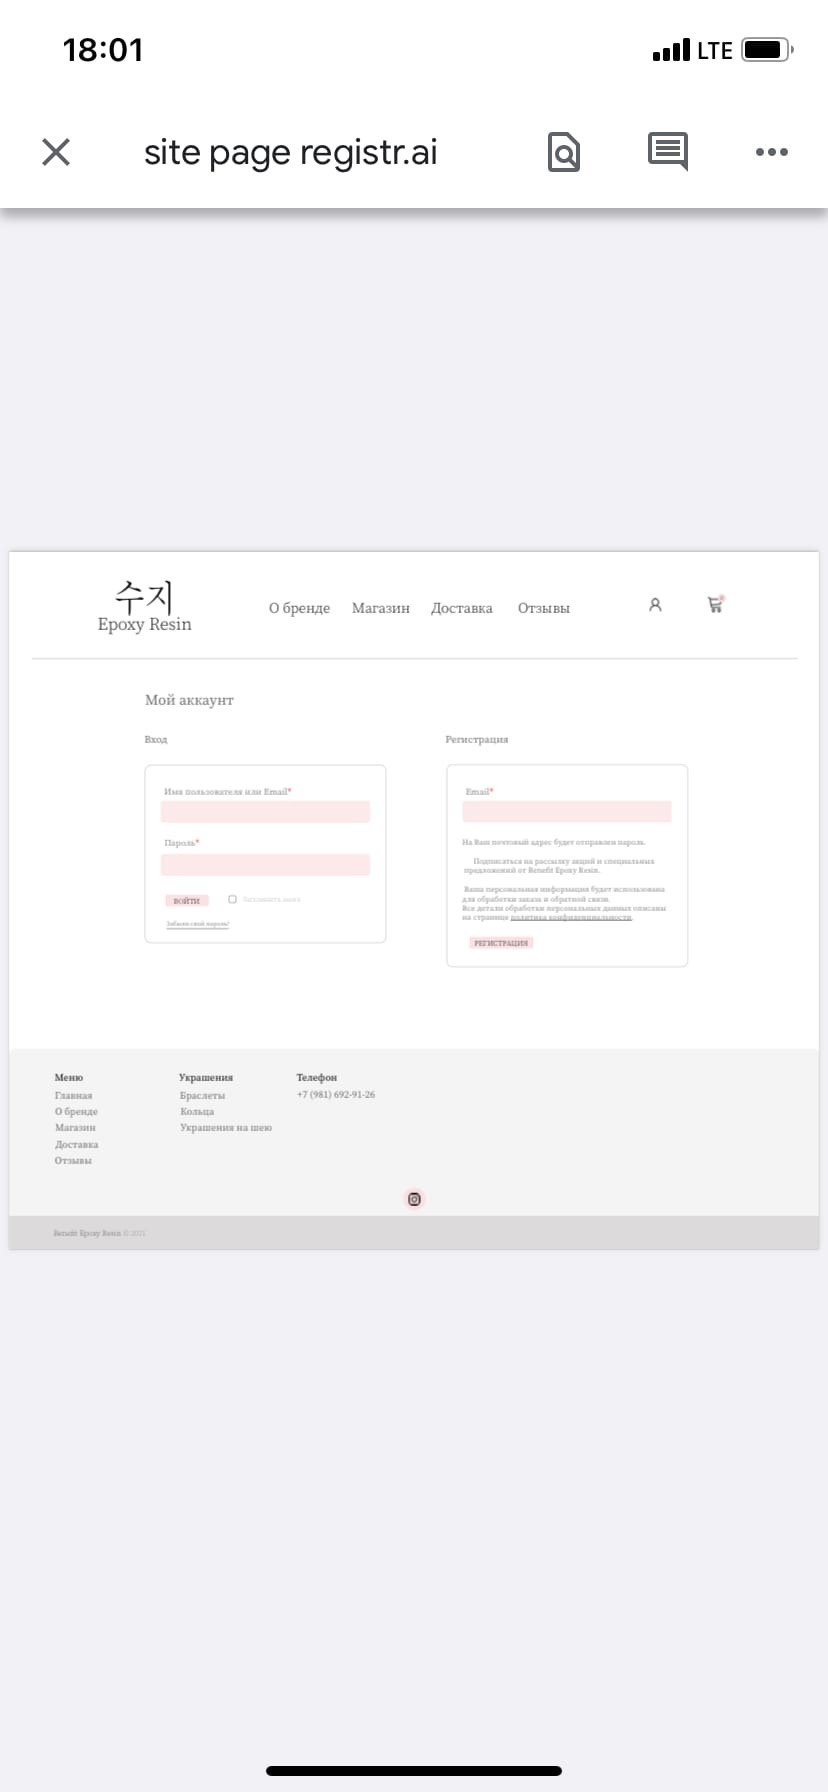 18:01
LTE
site page registr.ai
수지
Epoxy Resin
О бренде Магазин Доставка Отзывы
Мой аккаунт
Вход
Имя пользователя или Email*
Пароль*
ВОЙТИ
Запомнить меня
Забыли свой пароль?
Регистрация
Email*
На Ваш почтовый адрес будет отправлен пароль.
Подписаться на рассылку акций и специальных
предложений от Benefit Epoxy Resin.
Ваша персональная информация будет использована
для обработки заказа и обратной связи.
Все детали обработки персональных данных описаны
на странице политика конфиденциальности.
РЕГИСТРАЦИЯ
Меню
Главная
О бренде
Магазин
Доставка
Отзывы
Украшения
Браслеты
Кольца
Украшения на шею
Телефон
+7 (981) 692-91-26
Benefit Epoxy Resin © 2021